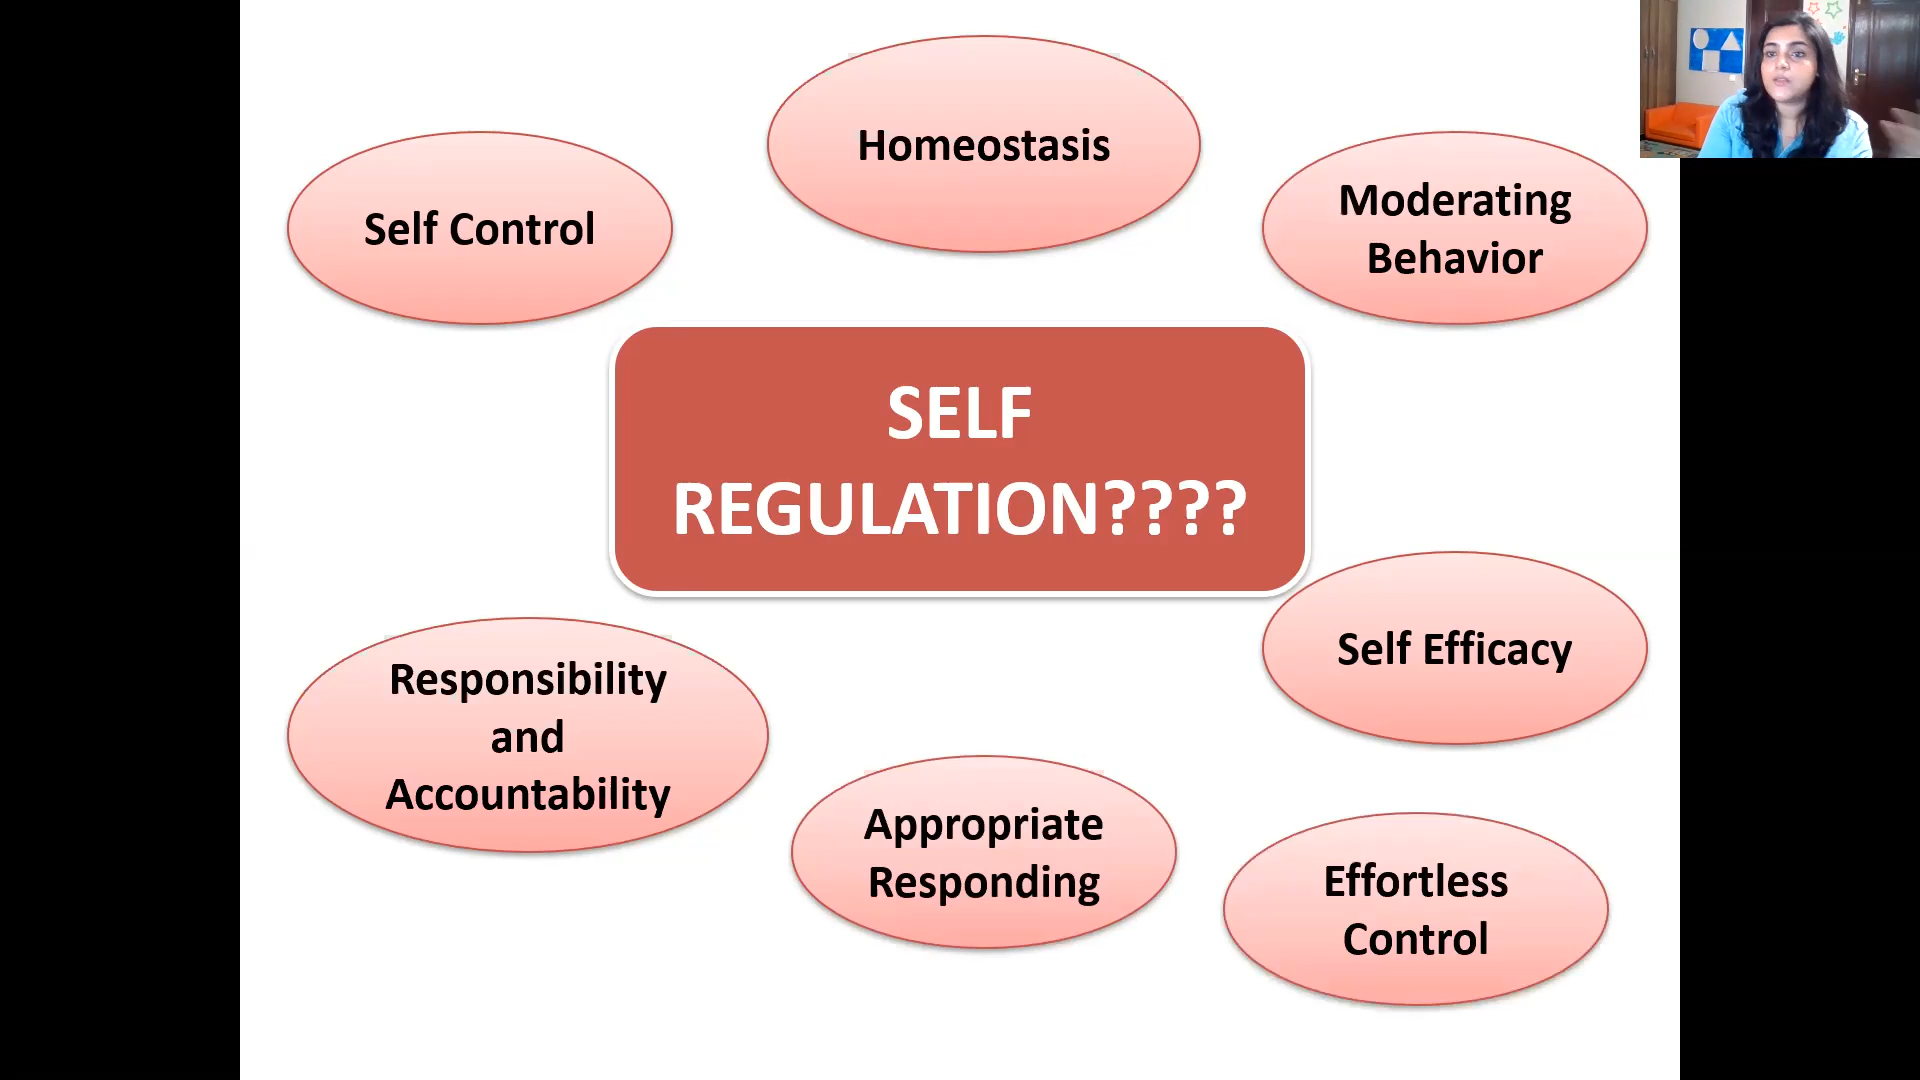 Homeostasis
Self Control
Moderating
Behavior
SELF
REGULATION????
Self Efficacy
Responsibility
and
Accountability
Appropriate
Responding
Effortless
Control